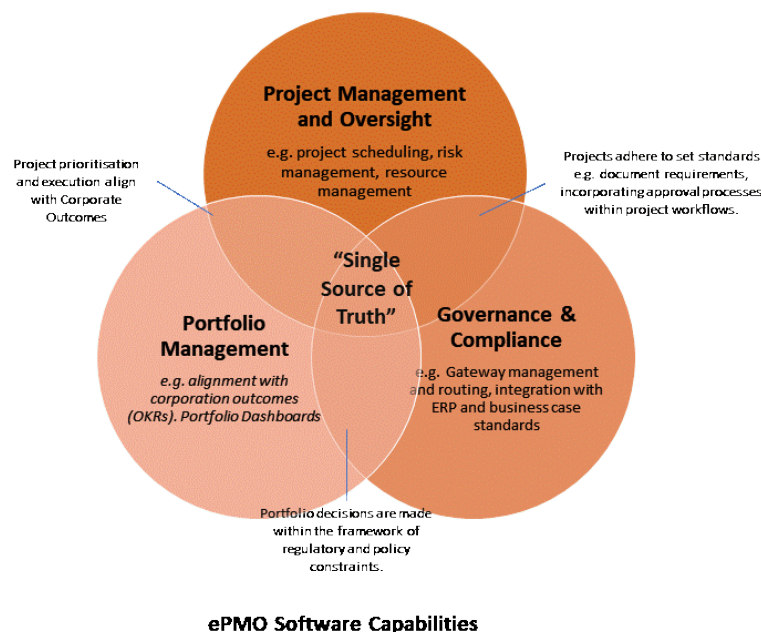 Project Management
and Oversight
e.g. project scheduling, risk
management, resource
management
Project prioritisation
and execution align
with Corporate
Outcomes
Projects adhere to set standards
e.g. document requirements,
incorporating approval processes
within project workflows.
“Single
Source of
Truth”
Portfolio
Management
e.g. alignment with
corporation outcomes
(OKRs). Portfolio Dashboards
Governance &
Compliance
e.g. Gateway management
and routing, integration with
ERP and business case
standards
Portfolio decisions are made
within the framework of
regulatory and policy
constraints.
ePMO Software Capabilities